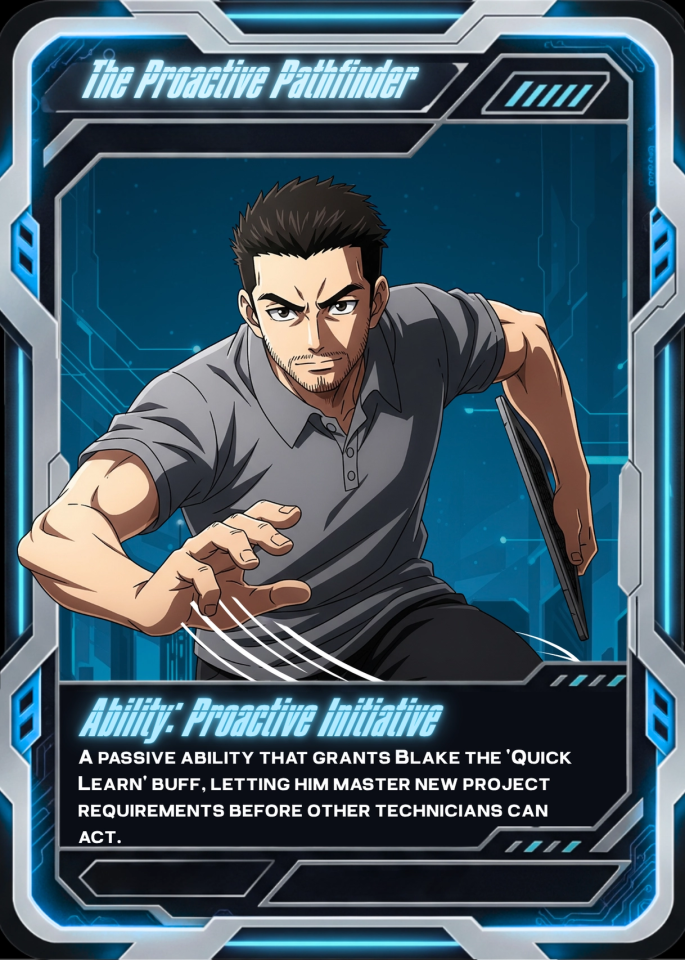 The Proactive Pathfinder
Ability: Proactive Initiative
A passive ability that grants Blake the 'Quick
Learn' buff, letting him master new project
requirements before other technicians can
act.